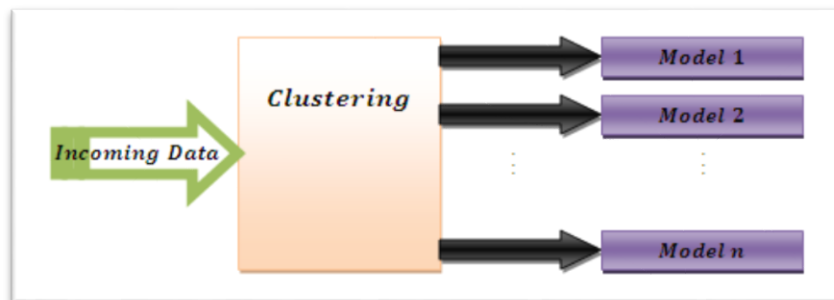 Incoming Data
Clustering
Model 1
Model 2
Model n